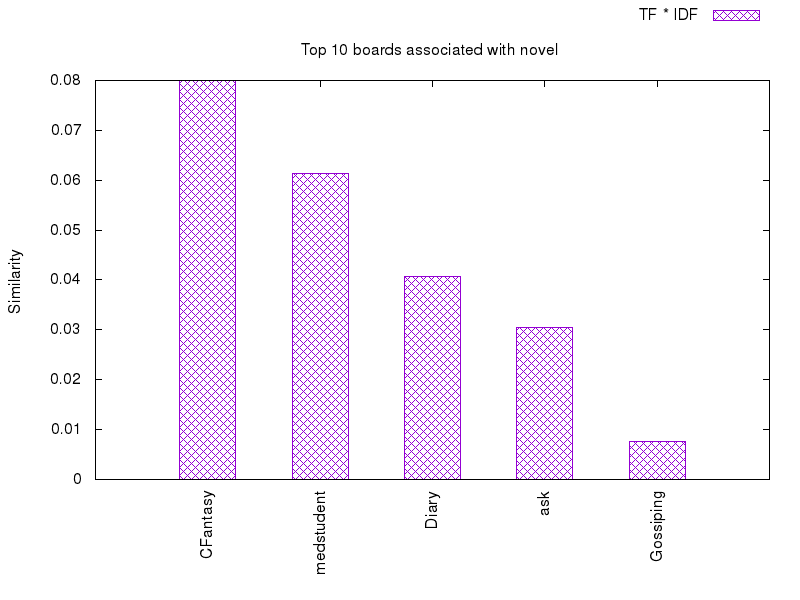 TF * IDF
Top 10 boards associated with novel
0.08
0.07
0.06
0.05
0.04
0.03
0.02
0.01
0
Similarity
CFantasy
medstudent
Diary
ask
Gossiping